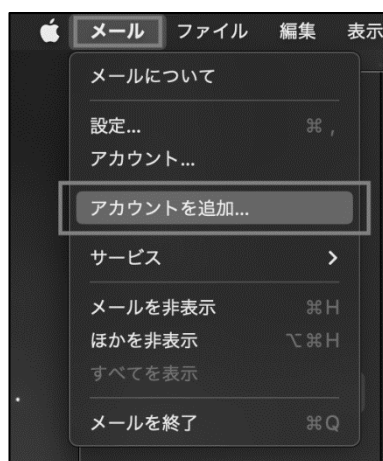 メール ファイル 編集 表示
メールについて
設定... ⌘ ,
アカウント...
アカウントを追加...
サービス
メールを非表示 ⌘H
ほかを非表示 ⌥⌘H
すべてを表示
メールを終了 ⌘Q